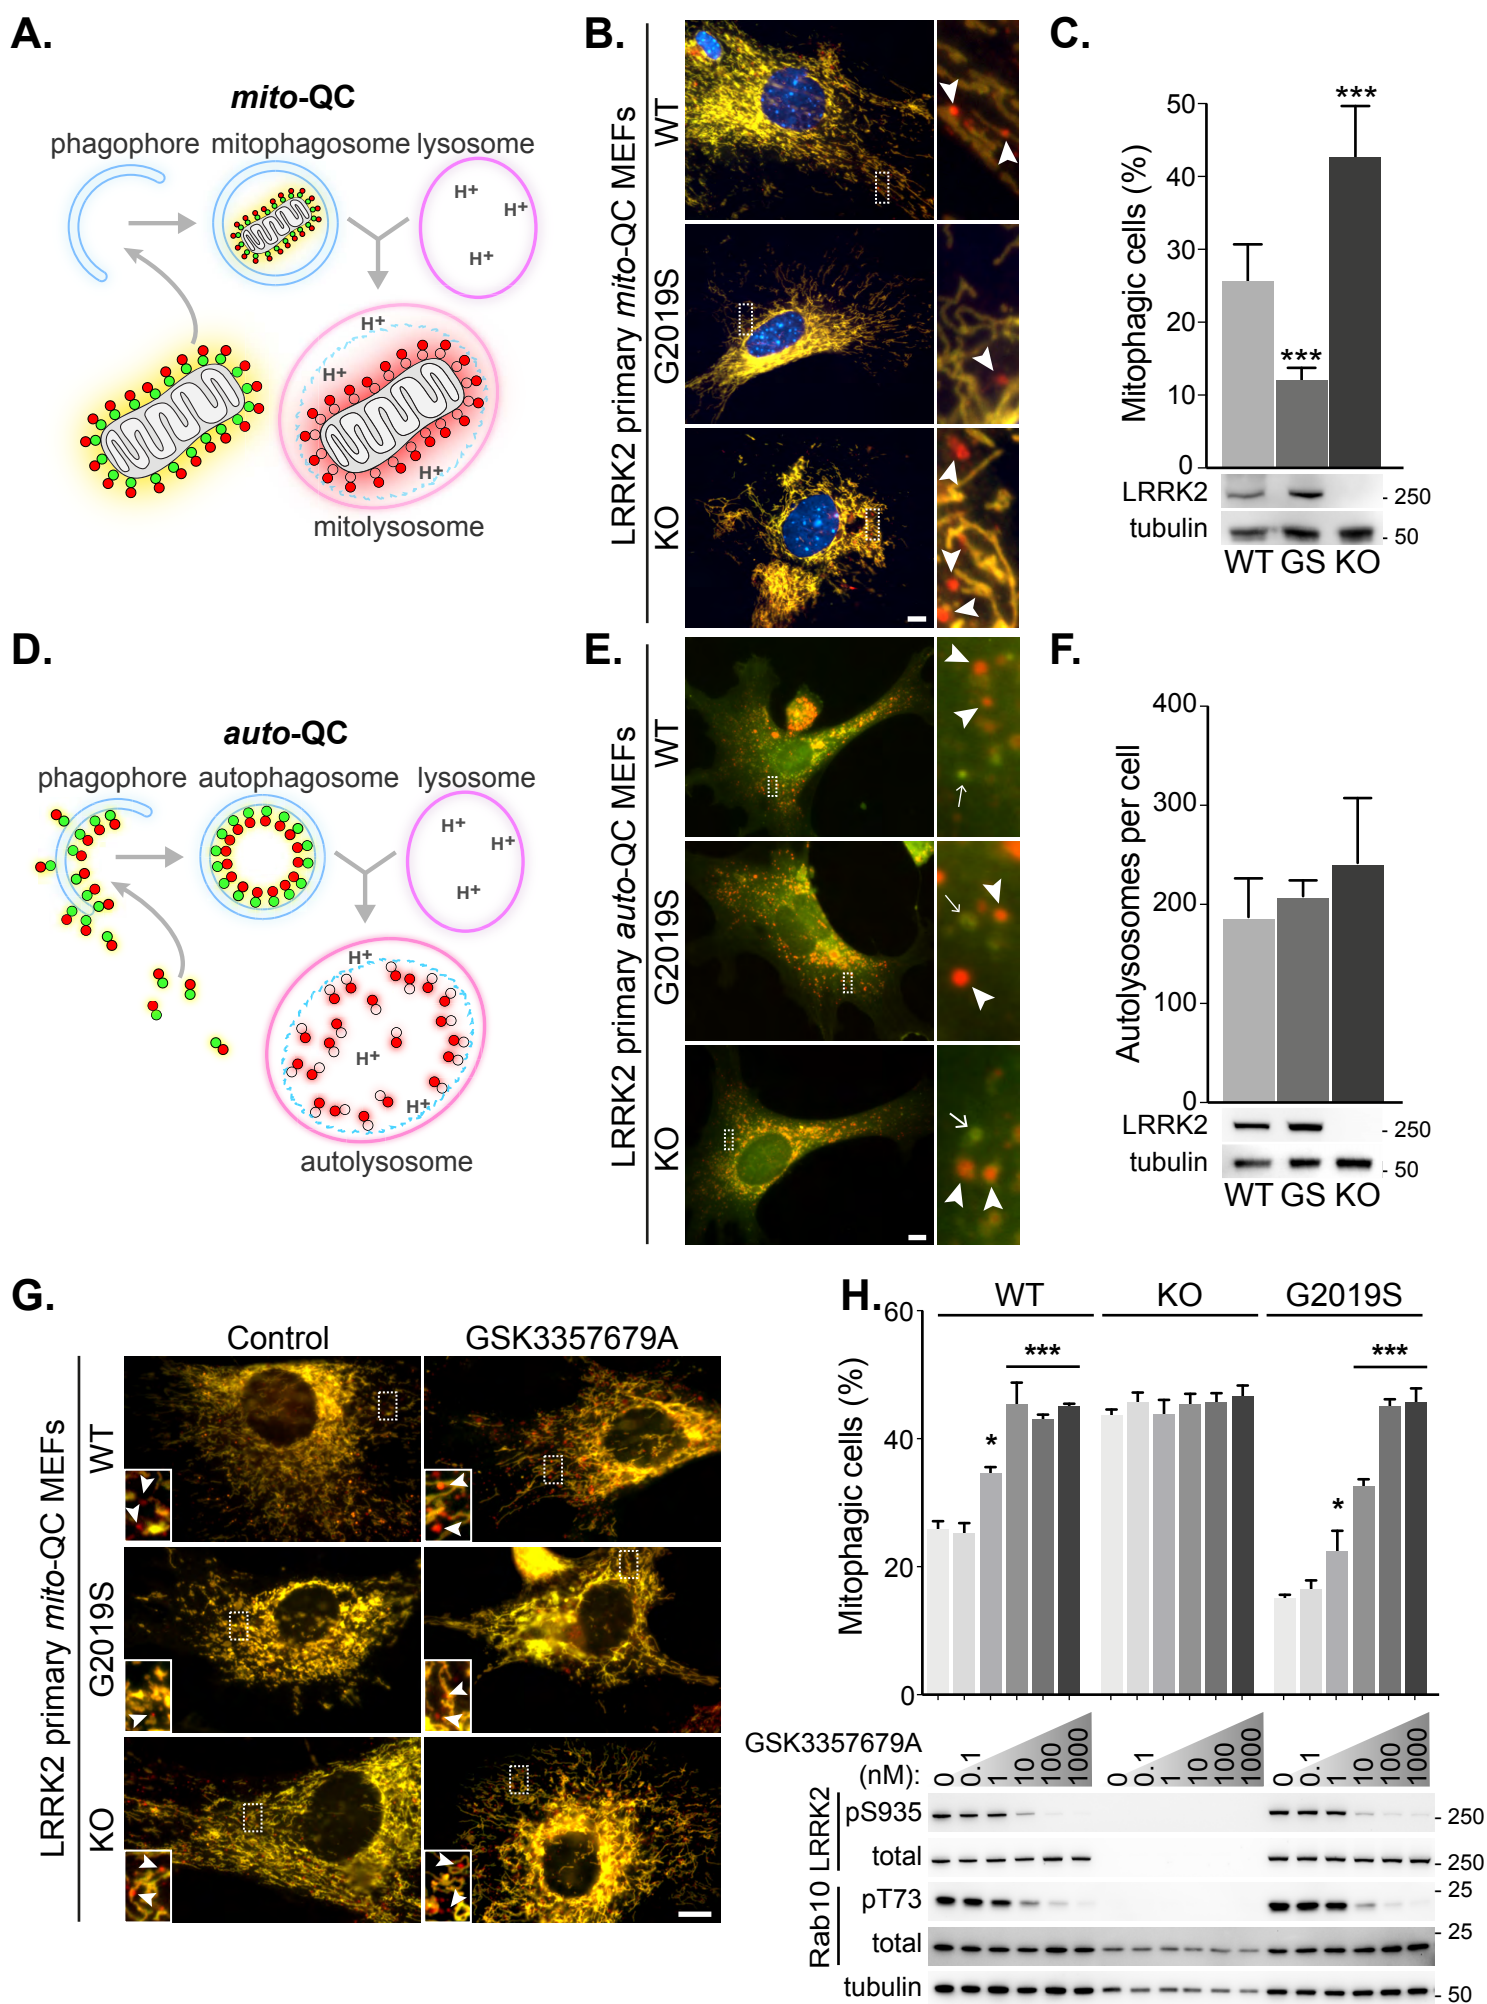 A.
mito-QC
phagophore mitophagosome lysosome
H+
H+
H+
H+
H+
H+
mitolysosome
B.
LRRK2 primary mito-QC MEFs
WT
G2019S
KO
C.
Mitophagic cells (%)
50
40
30
20
10
0
***
***
LRRK2
- 250
tubulin
- 50
WT GS KO
D.
auto-QC
phagophore autophagosome lysosome
H+
H+
H+
H+
H+
H+
autolysosome
E.
LRRK2 primary auto-QC MEFs
WT
G2019S
KO
F.
Autolysosomes per cell
400
300
200
100
0
LRRK2
- 250
tubulin
- 50
WT GS KO
G.
Control GSK3357679A
LRRK2 primary mito-QC MEFs
WT
G2019S
KO
H.
WT KO G2019S
Mitophagic cells (%)
60
40
20
0
*
***
*
***
GSK3357679A
(nM):
0 0.1 1 10 100 1000
0 0.1 1 10 100 1000
0 0.1 1 10 100 1000
LRRK2
pS935
- 250
total
- 250
Rab10
pT73
- 25
total
- 25
tubulin
- 50